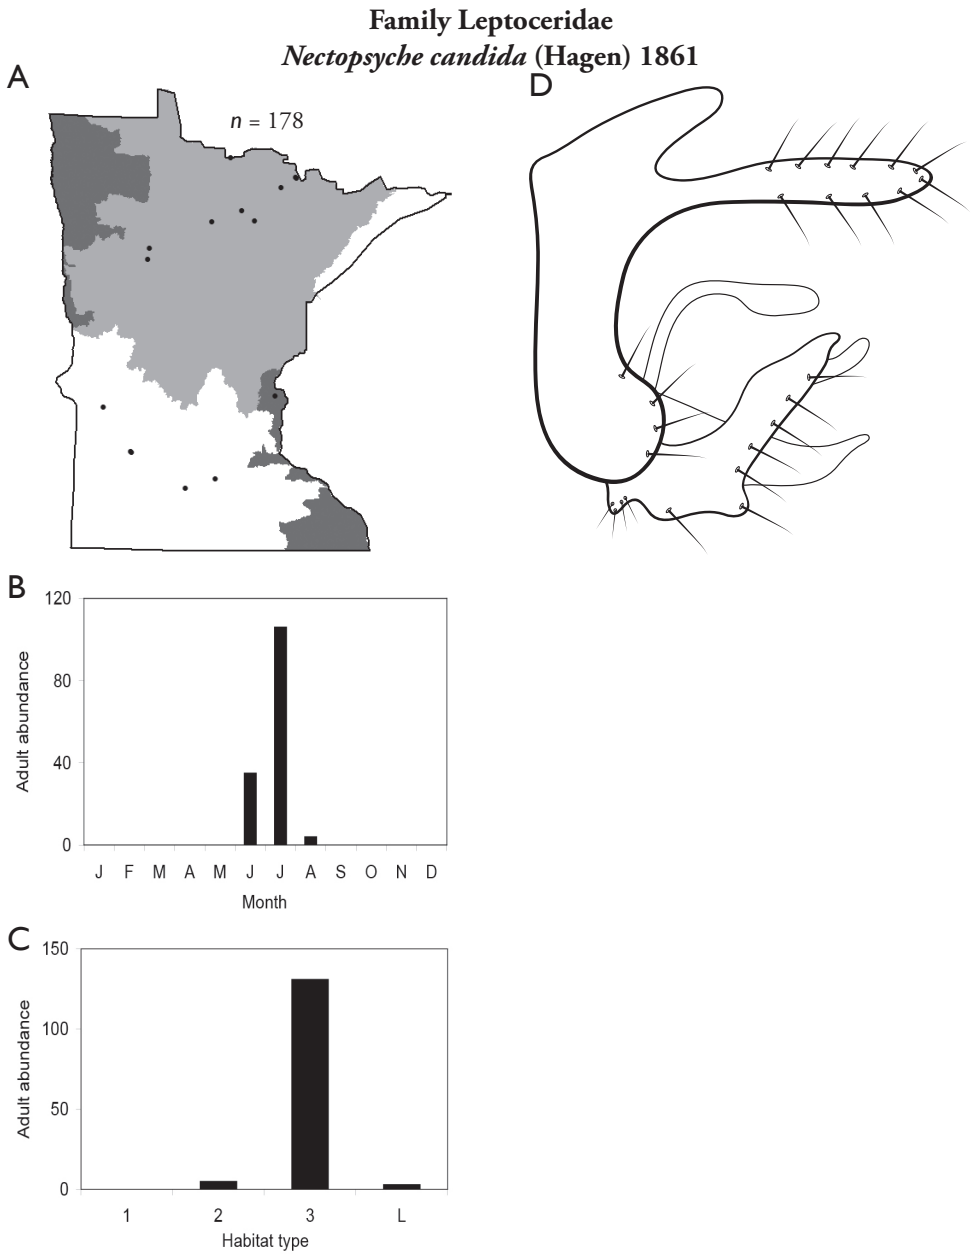 Family Leptoceridae
Nectopsyche candida (Hagen) 1861
A
n = 178
D
B
120
80
40
0
Adult abundance
J F M A M J J A S O N D
Month
C
150
100
50
0
Adult abundance
1 2 3 L
Habitat type